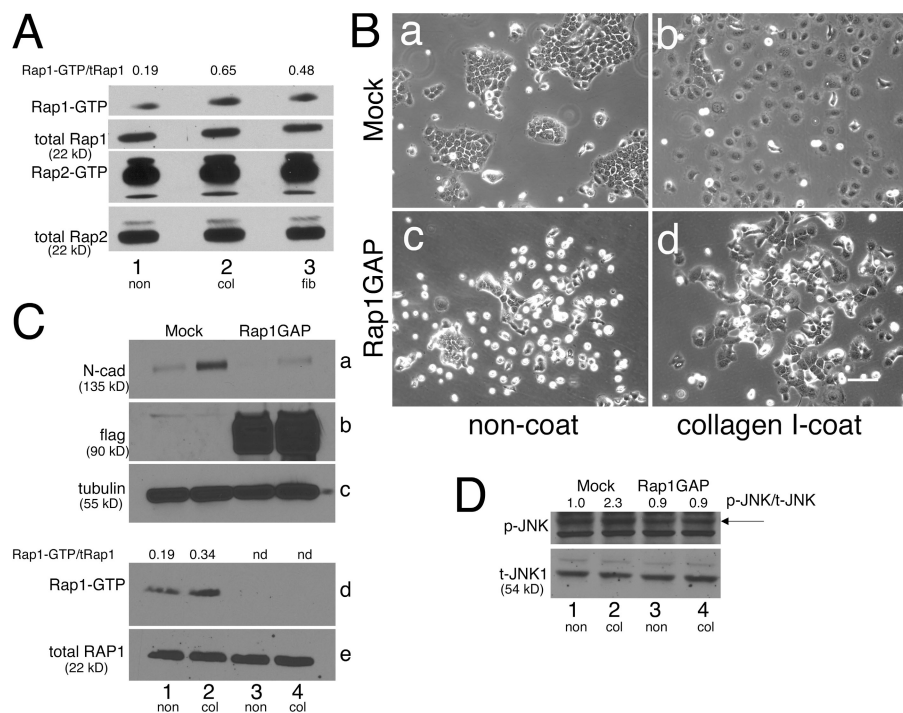 A
Rap1-GTP/tRap1 0.19 0.65 0.48
Rap1-GTP
total Rap1
(22 kD)
Rap2-GTP
total Rap2
(22 kD)
1 2 3
non col fib
B
a b
Mock
c d
Rap1GAP
non-coat collagen I-coat
C
Mock Rap1GAP
N-cad a
(135 kD)
flag b
(90 kD)
tubulin c
(55 kD)
Rap1-GTP/tRap1 0.19 0.34 nd nd
Rap1-GTP d
total RAP1 e
(22 kD)
1 2 3 4
non col non col
D
Mock Rap1GAP
1.0 2.3 0.9 0.9 p-JNK/t-JNK
p-JNK
t-JNK1
(54 kD)
1 2 3 4
non col non col